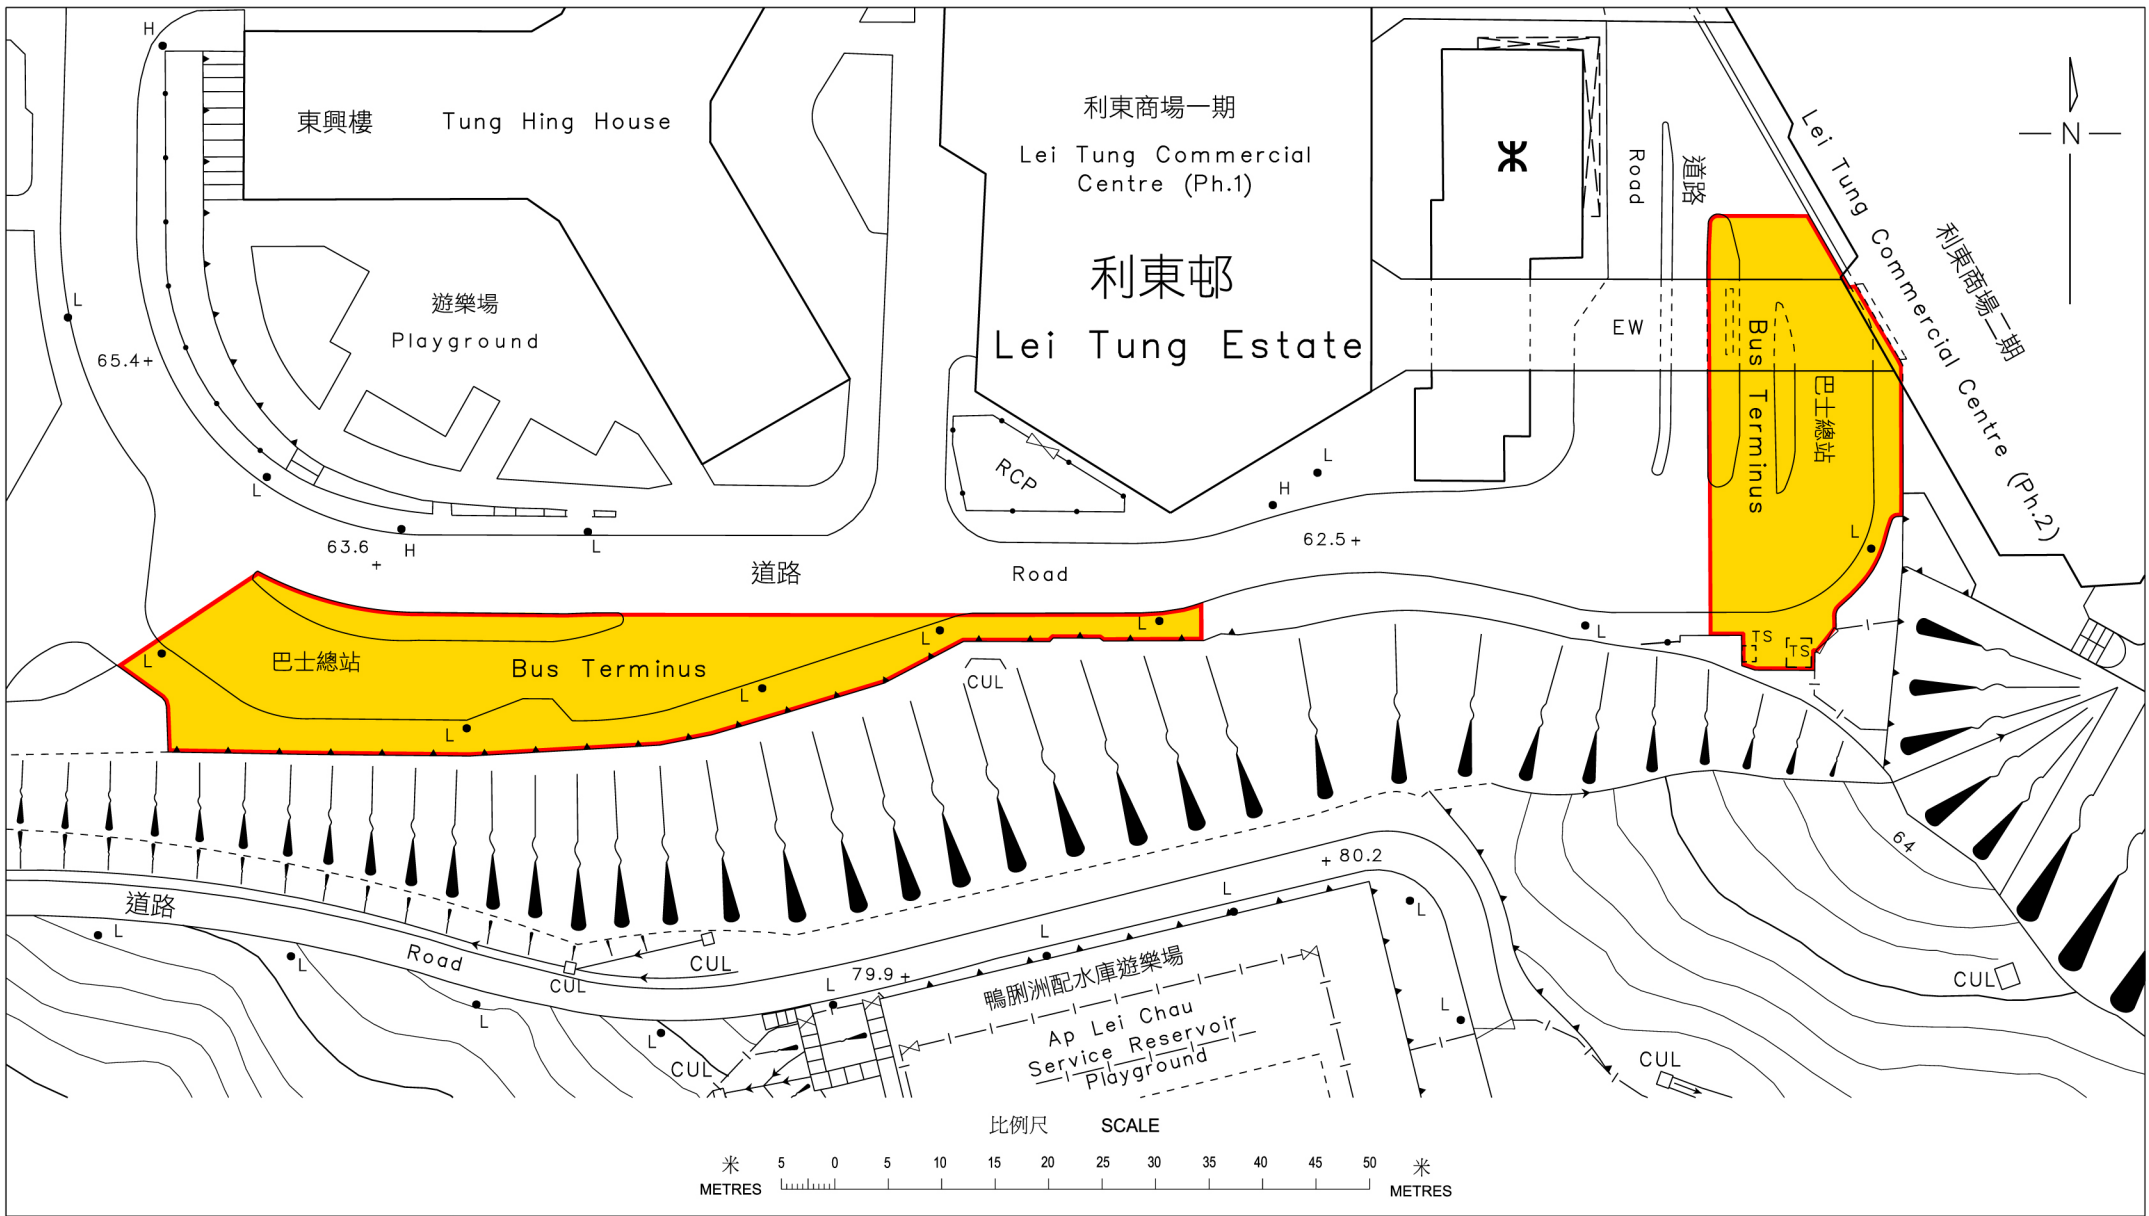 H
東興樓
Tung Hing House
利東商場一期
Lei Tung Commercial
Centre (Ph.1)
利東邨
Lei Tung Estate
Road
道路
Lei Tung Commercial Centre (Ph.2)
利東商場二期
N
遊樂場
Playground
L
65.4+
EW
Bus Terminus
巴士總站
RCP
L
H
L
L
H
L
63.6
+
62.5+
道路
Road
L
巴士總站
Bus Terminus
L
L
L
L
L
L
TS
TS
CUL
64
+ 80.2
道路
Road
L
L
L
L
L
L
L
L
L
CUL
CUL
79.9 +
鴨脷洲配水庫遊樂場
Ap Lei Chau
Service Reservoir
Playground
CUL
CUL
CUL
比例尺 SCALE
米 5 0 5 10 15 20 25 30 35 40 45 50 米
METRES METRES